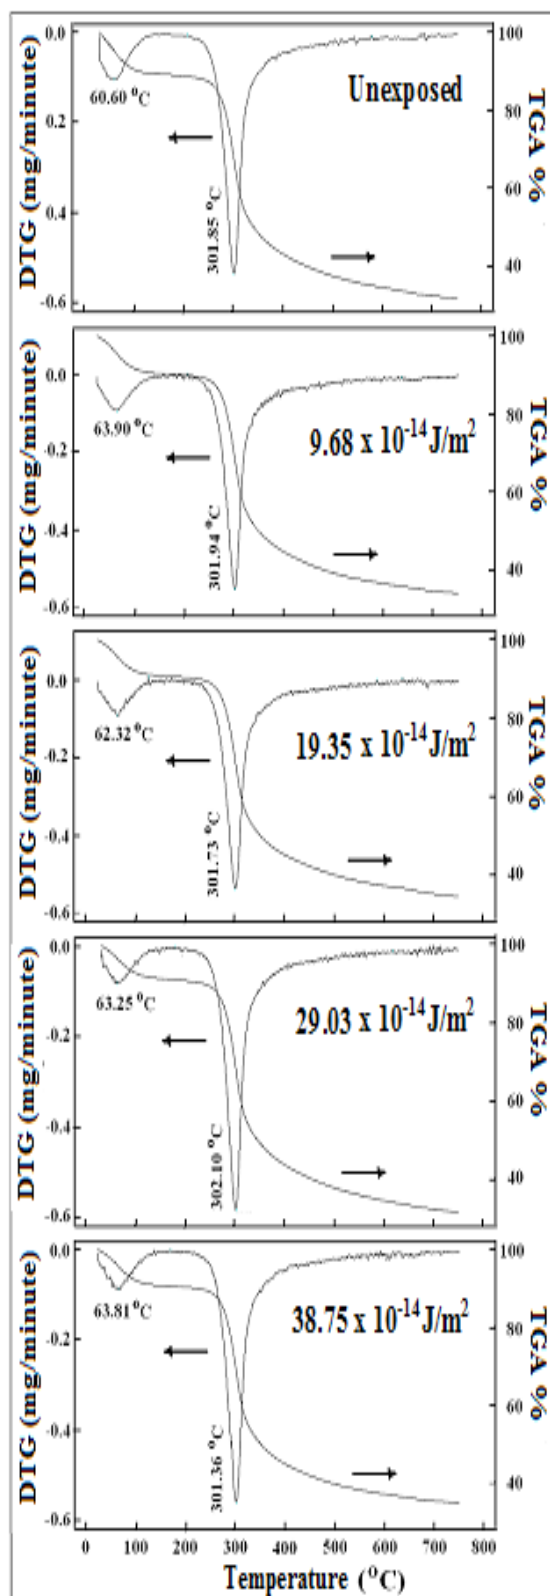 DTG (mg/minute)
0.0
0.2
0.4
-0.6
60.60 °C
301.85 °C
Unexposed
100
80
60
40
TGA %
DTG (mg/minute)
0.0
-0.2
-0.4
-0.6
63.90 °C
301.94 °C
9.68 x 10⁻¹⁴ J/m²
100
80
60
40
TGA %
DTG (mg/minute)
0.0
-0.2
-0.4
-0.6
62.32 °C
301.73 °C
19.35 x 10⁻¹⁴ J/m²
100
80
60
40
TGA %
DTG (mg/minute)
0.0
-0.2
-0.4
-0.6
63.25 °C
302.10 °C
29.03 x 10⁻¹⁴ J/m²
100
80
60
40
TGA %
DTG (mg/minute)
0.0
-0.2
-0.4
-0.6
63.81 °C
301.36 °C
38.75 x 10⁻¹⁴ J/m²
100
80
60
40
TGA %
0 100 200 300 400 500 600 700 800
Temperature (°C)